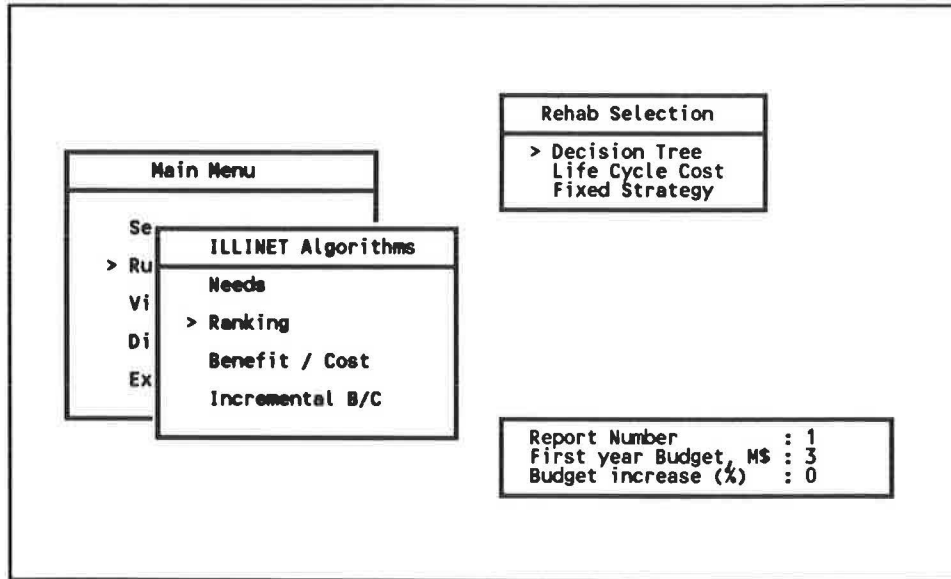 Rehab Selection
> Decision Tree
Life Cycle Cost
Fixed Strategy
Main Menu
Se
> Ru
Vi
Di
Ex
ILLINET Algorithms
Needs
> Ranking
Benefit / Cost
Incremental B/C
Report Number : 1
First year Budget, M$ : 3
Budget increase (%) : 0